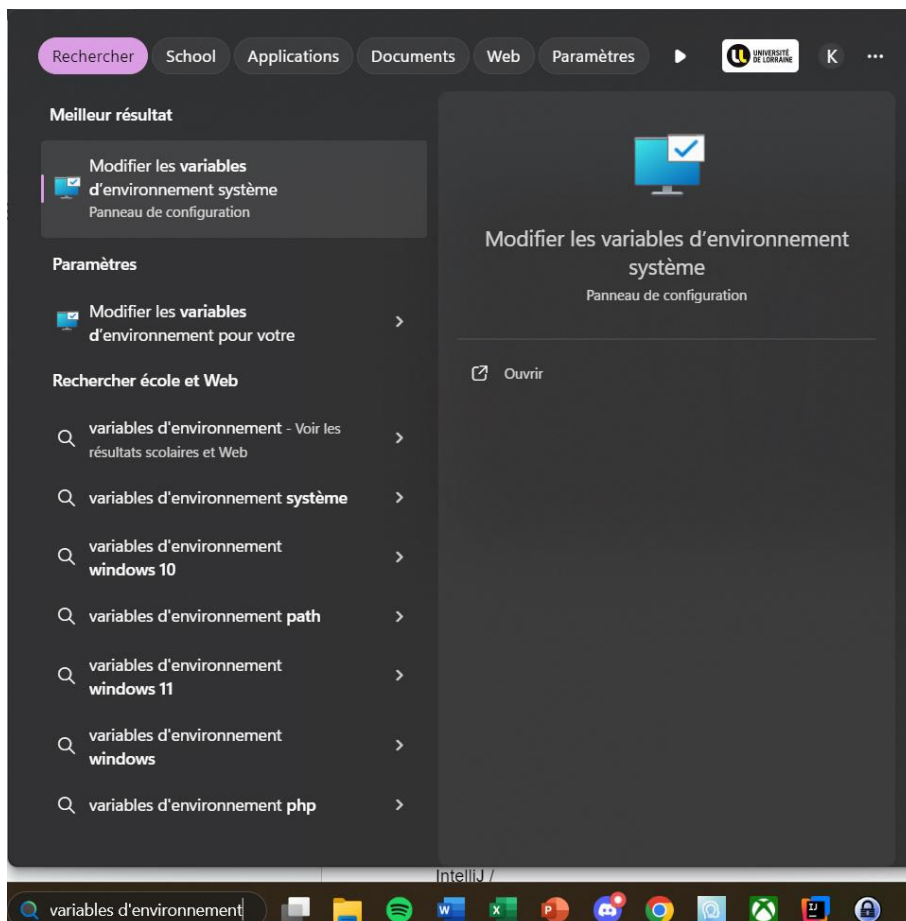 Rechercher School Applications Documents Web Paramètres UNIVERSITÉ DE LORRAINE K ...
Meilleur résultat
Modifier les variables
d'environnement système
Panneau de configuration
Paramètres
Modifier les variables
d'environnement pour votre
Rechercher école et Web
variables d'environnement - Voir les
résultats scolaires et Web
variables d'environnement système
variables d'environnement
windows 10
variables d'environnement path
variables d'environnement
windows 11
variables d'environnement
windows
variables d'environnement php
Modifier les variables d'environnement
système
Panneau de configuration
Ouvrir
IntelliJ /
variables d'environnement